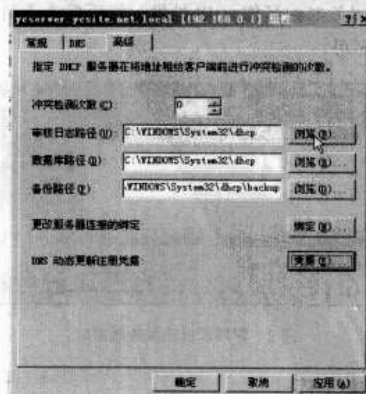 ycserver.ycsite.net.local [192.168.0.1] 属性
常规 DNS 高级
指定 DHCP 服务器在将地址租给客户端前进行冲突检测的次数。
冲突检测次数(C): 0
审核日志路径(U): C:\WINDOWS\System32\dhcp 浏览(R)...
数据库路径(D): C:\WINDOWS\System32\dhcp 浏览(O)...
备份路径(P): \WINDOWS\System32\dhcp\backup 浏览(W)...
更改服务器连接的绑定 绑定(B)...
DNS 动态更新注册凭据
确定 取消 应用(A)